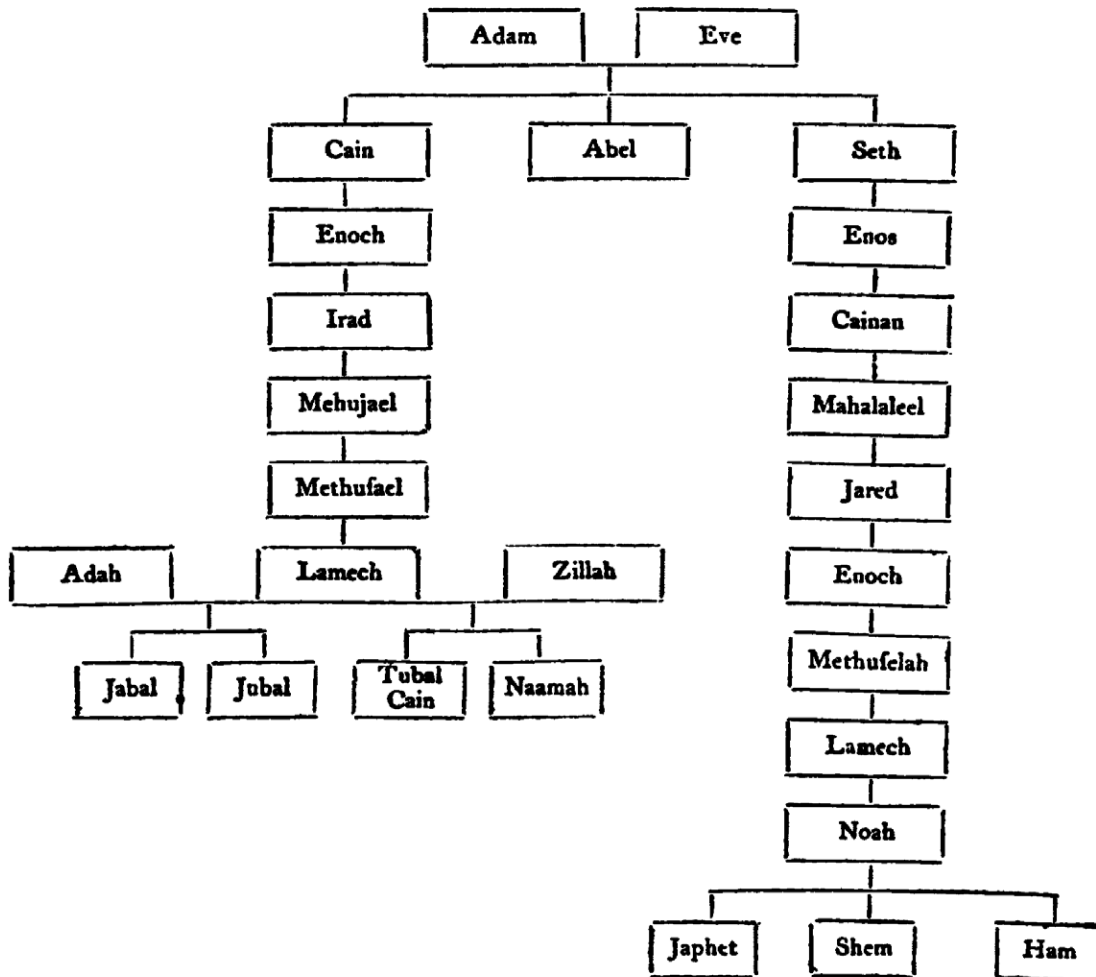 Adam Eve
Cain Abel Seth
Enoch Enos
Irad Cainan
Mehujael Mahalaleel
Methuſael Jared
Adah Lamech Zillah Enoch
Jabal Jubal Tubal Cain Naamah Methuſelah
Lamech
Noah
Japhet Shem Ham